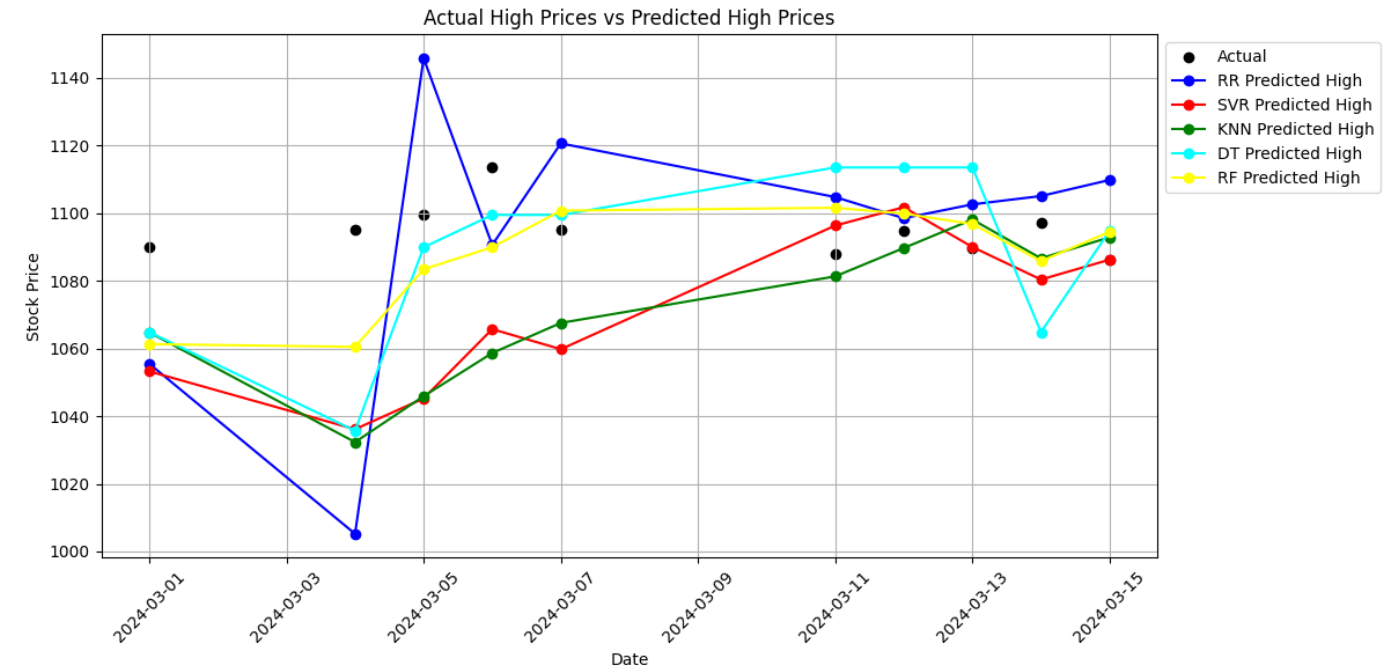 Actual High Prices vs Predicted High Prices
Actual
RR Predicted High
SVR Predicted High
KNN Predicted High
DT Predicted High
RF Predicted High
Stock Price
1140
1120
1100
1080
1060
1040
1020
1000
2024-03-01
2024-03-03
2024-03-05
2024-03-07
2024-03-09
2024-03-11
2024-03-13
2024-03-15
Date